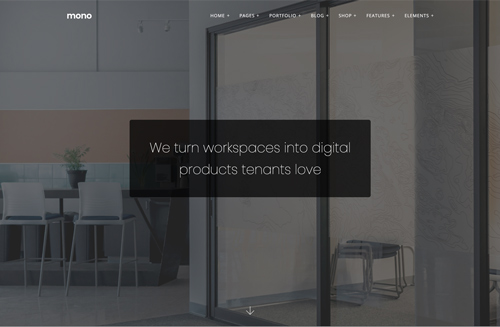 mono
HOME + PAGES + PORTFOLIO + BLOG + SHOP + FEATURES + ELEMENTS +
We turn workspaces into digital
products tenants love